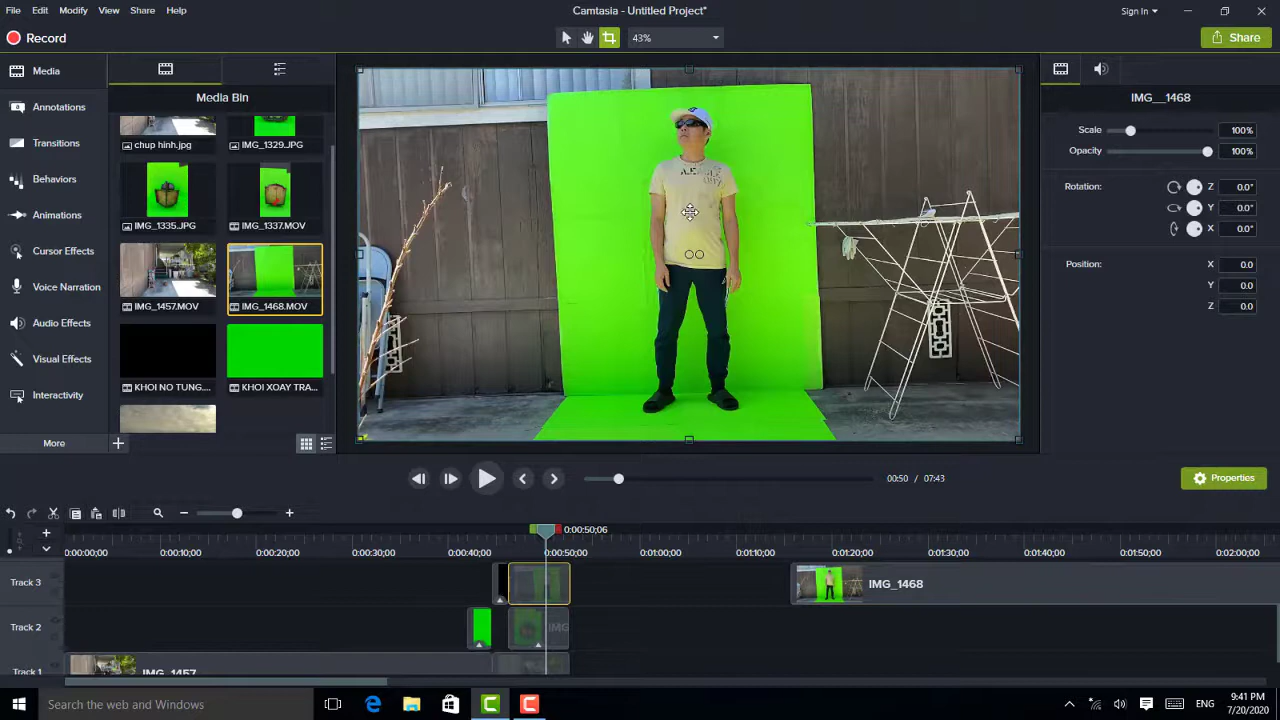 File Edit Modify View Share Help
Camtasia - Untitled Project*
Sign In
Record
43%
Share
Media
Annotations
Transitions
Behaviors
Animations
Cursor Effects
Voice Narration
Audio Effects
Visual Effects
Interactivity
More
Media Bin
chup hinh.jpg
IMG_1329.JPG
IMG_1335.JPG
IMG_1337.MOV
IMG_1457.MOV
IMG_1468.MOV
KHOI NO TUNG....
KHOI XOAY TRA...
IMG_1468
Scale 100%
Opacity 100%
Rotation: Z 0.0°
Y 0.0°
X 0.0°
Position: X 0.0
Y 0.0
Z 0.0
00:50 / 07:43
Properties
0:00:50;06
0:00:00;00 0:00:10;00 0:00:20;00 0:00:30;00 0:00:40;00 0:00:50;00 0:01:00;00 0:01:10;00 0:01:20;00 0:01:30;00 0:01:40;00 0:01:50;00 0:02:00;00
Track 3
IMG_1468
Track 2
IMG
Track 1
IMG_1457
Search the web and Windows
ENG
9:41 PM
7/20/2020